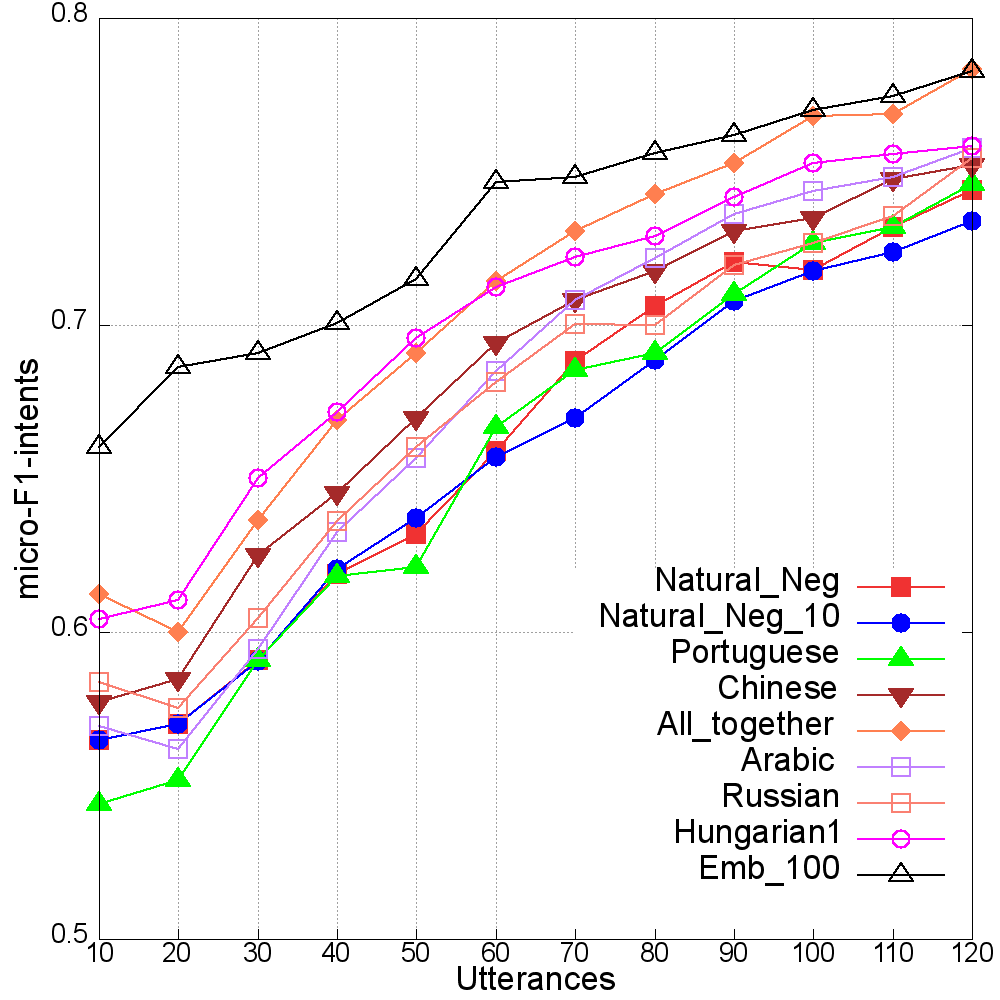 0.8
0.7
0.6
0.5
micro-F1-intents
Natural_Neg
Natural_Neg_10
Portuguese
Chinese
All_together
Arabic
Russian
Hungarian1
Emb_100
10 20 30 40 50 60 70 80 90 100 110 120
Utterances